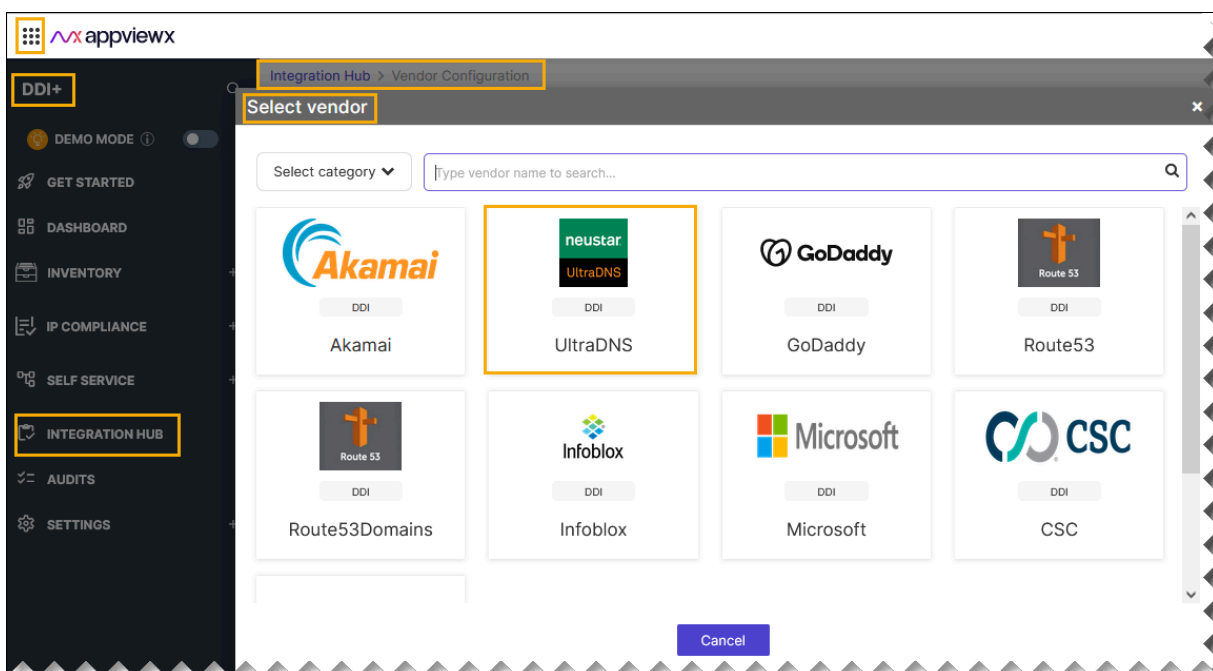 appviewx
DDI+
Integration Hub > Vendor Configuration
Select vendor
DEMO MODE
GET STARTED
DASHBOARD
INVENTORY
IP COMPLIANCE
SELF SERVICE
INTEGRATION HUB
AUDITS
SETTINGS
Select category
Type vendor name to search...
Akamai
DDI
Akamai
neustar
UltraDNS
DDI
UltraDNS
GoDaddy
DDI
GoDaddy
Route 53
DDI
Route53
Route 53
DDI
Route53Domains
Infoblox
DDI
Infoblox
Microsoft
DDI
Microsoft
CSC
DDI
CSC
Cancel